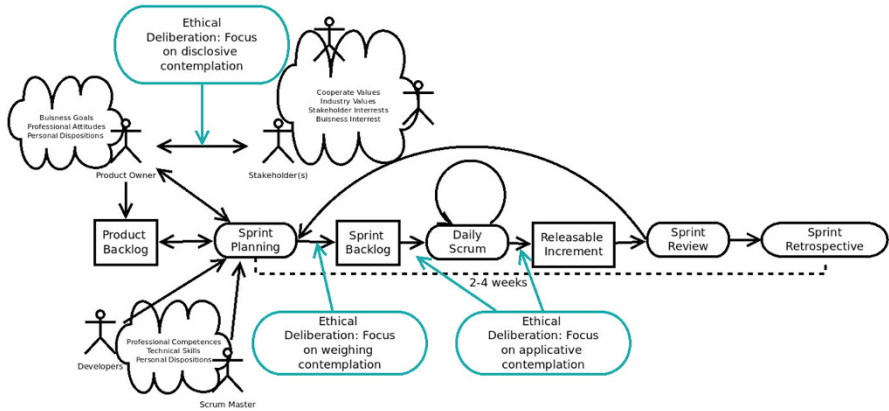 Ethical
Deliberation: Focus
on disclosive
contemplation
Cooperate Values
Industry Values
Stakeholder Interrests
Buisness Interrest
Buisness Goals
Professional Attitudes
Personal Dispositions
Product Owner
Stakeholder(s)
Product
Backlog
Sprint
Planning
Sprint
Backlog
Daily
Scrum
Releasable
Increment
Sprint
Review
Sprint
Retrospective
2-4 weeks
Developers
Professional Competences
Technical Skills
Personal Dispositions
Scrum Master
Ethical
Deliberation: Focus
on weighing
contemplation
Ethical
Deliberation: Focus
on applicative
contemplation